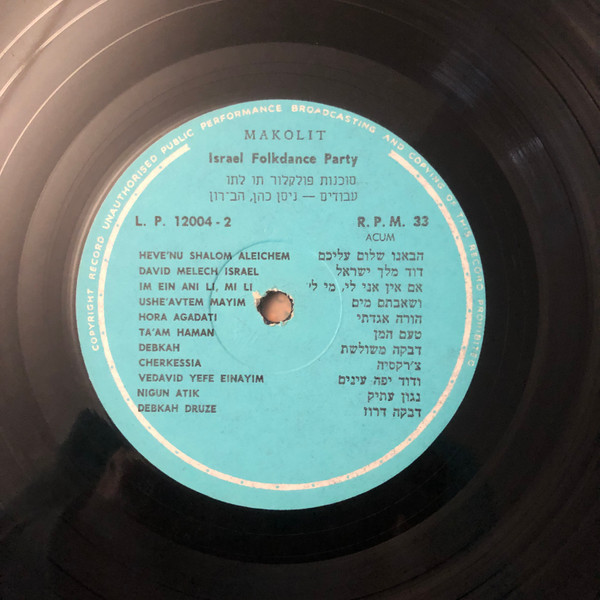 COPYRIGHT RECORD UNAUTHORISED PUBLIC PERFORMANCE BROADCASTING AND COPYING OF THIS RECORD PROHIBITED
MAKOLIT
Israel Folkdance Party
סוכנות פולקלור תו לתו
עבודים — ניסן כהן, הב־רון
L. P. 12004-2 R. P. M. 33
ACUM
HEVE'NU SHALOM ALEICHEM הבאנו שלום עליכם
DAVID MELECH ISRAEL דוד מלך ישראל
IM EIN ANI LI, MI LI אם אין אני לי, מי לי'
USHE'AVTEM MAYIM ושאבתם מים
HORA AGADATI הורה אגדתי
TA'AM HAMAN טעם המן
DEBKAH דבקה משולשת
CHERKESSIA צ'רקסיה
VEDAVID YEFE EINAYIM ודוד יפה עינים
NIGUN ATIK נגון עתיק
DEBKAH DRUZE דבקה דרוז